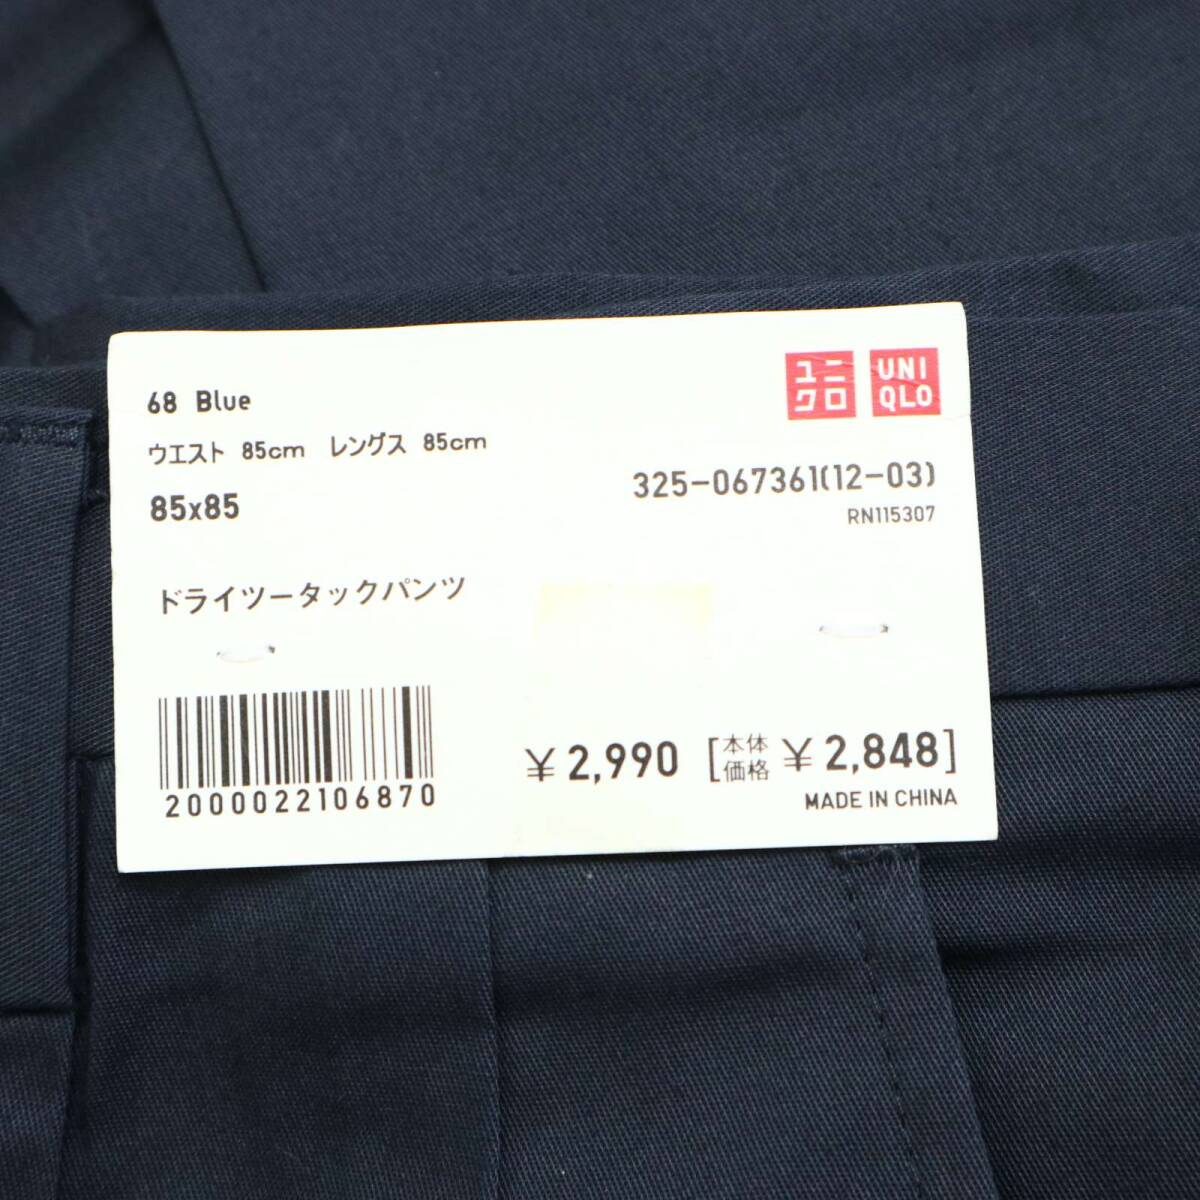 68 Blue
ユニクロ
UNIQLO
ウエスト 85cm レングス 85cm
85x85
325-067361(12-03)
RN115307
ドライツータックパンツ
2000022106870
¥2,990 [本体価格 ¥2,848]
MADE IN CHINA